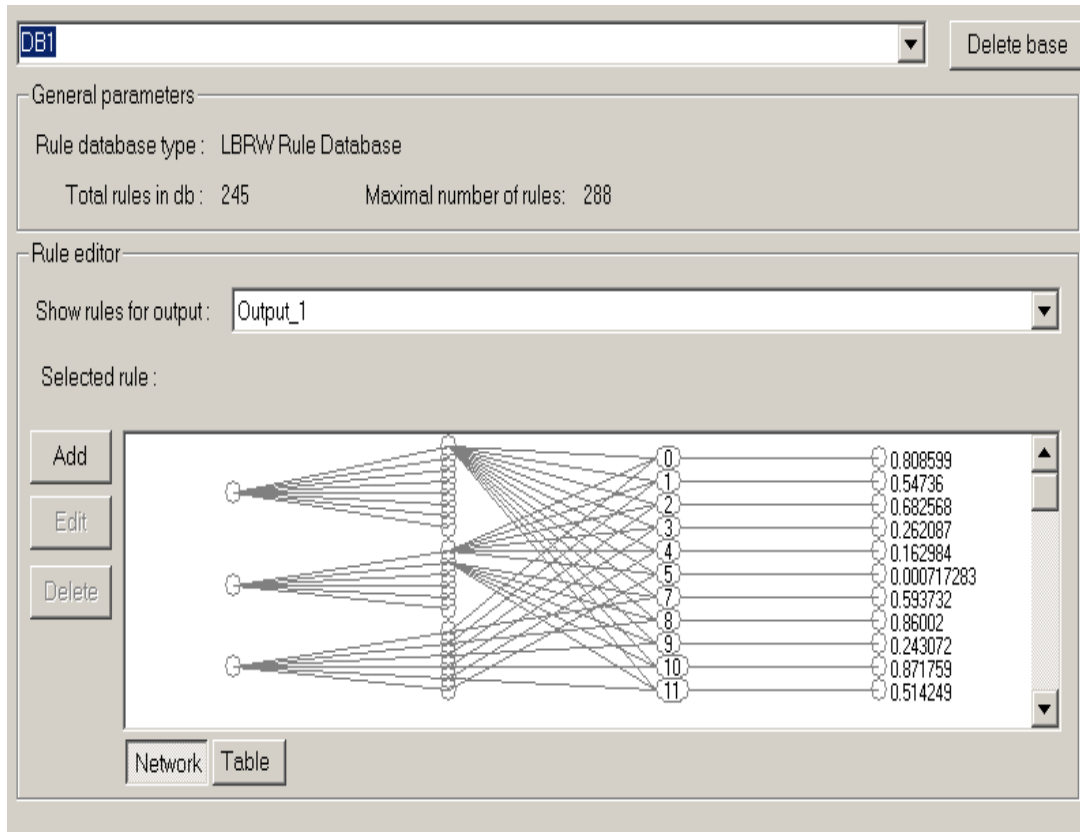 DB1
Delete base
General parameters
Rule database type : LBRW Rule Database
Total rules in db : 245 Maximal number of rules: 288
Rule editor
Show rules for output : Output_1
Selected rule :
Add
Edit
Delete
0 0.808599
1 0.54736
2 0.682568
3 0.262087
4 0.162984
5 0.000717283
7 0.593732
8 0.86002
9 0.243072
10 0.871759
11 0.514249
Network Table